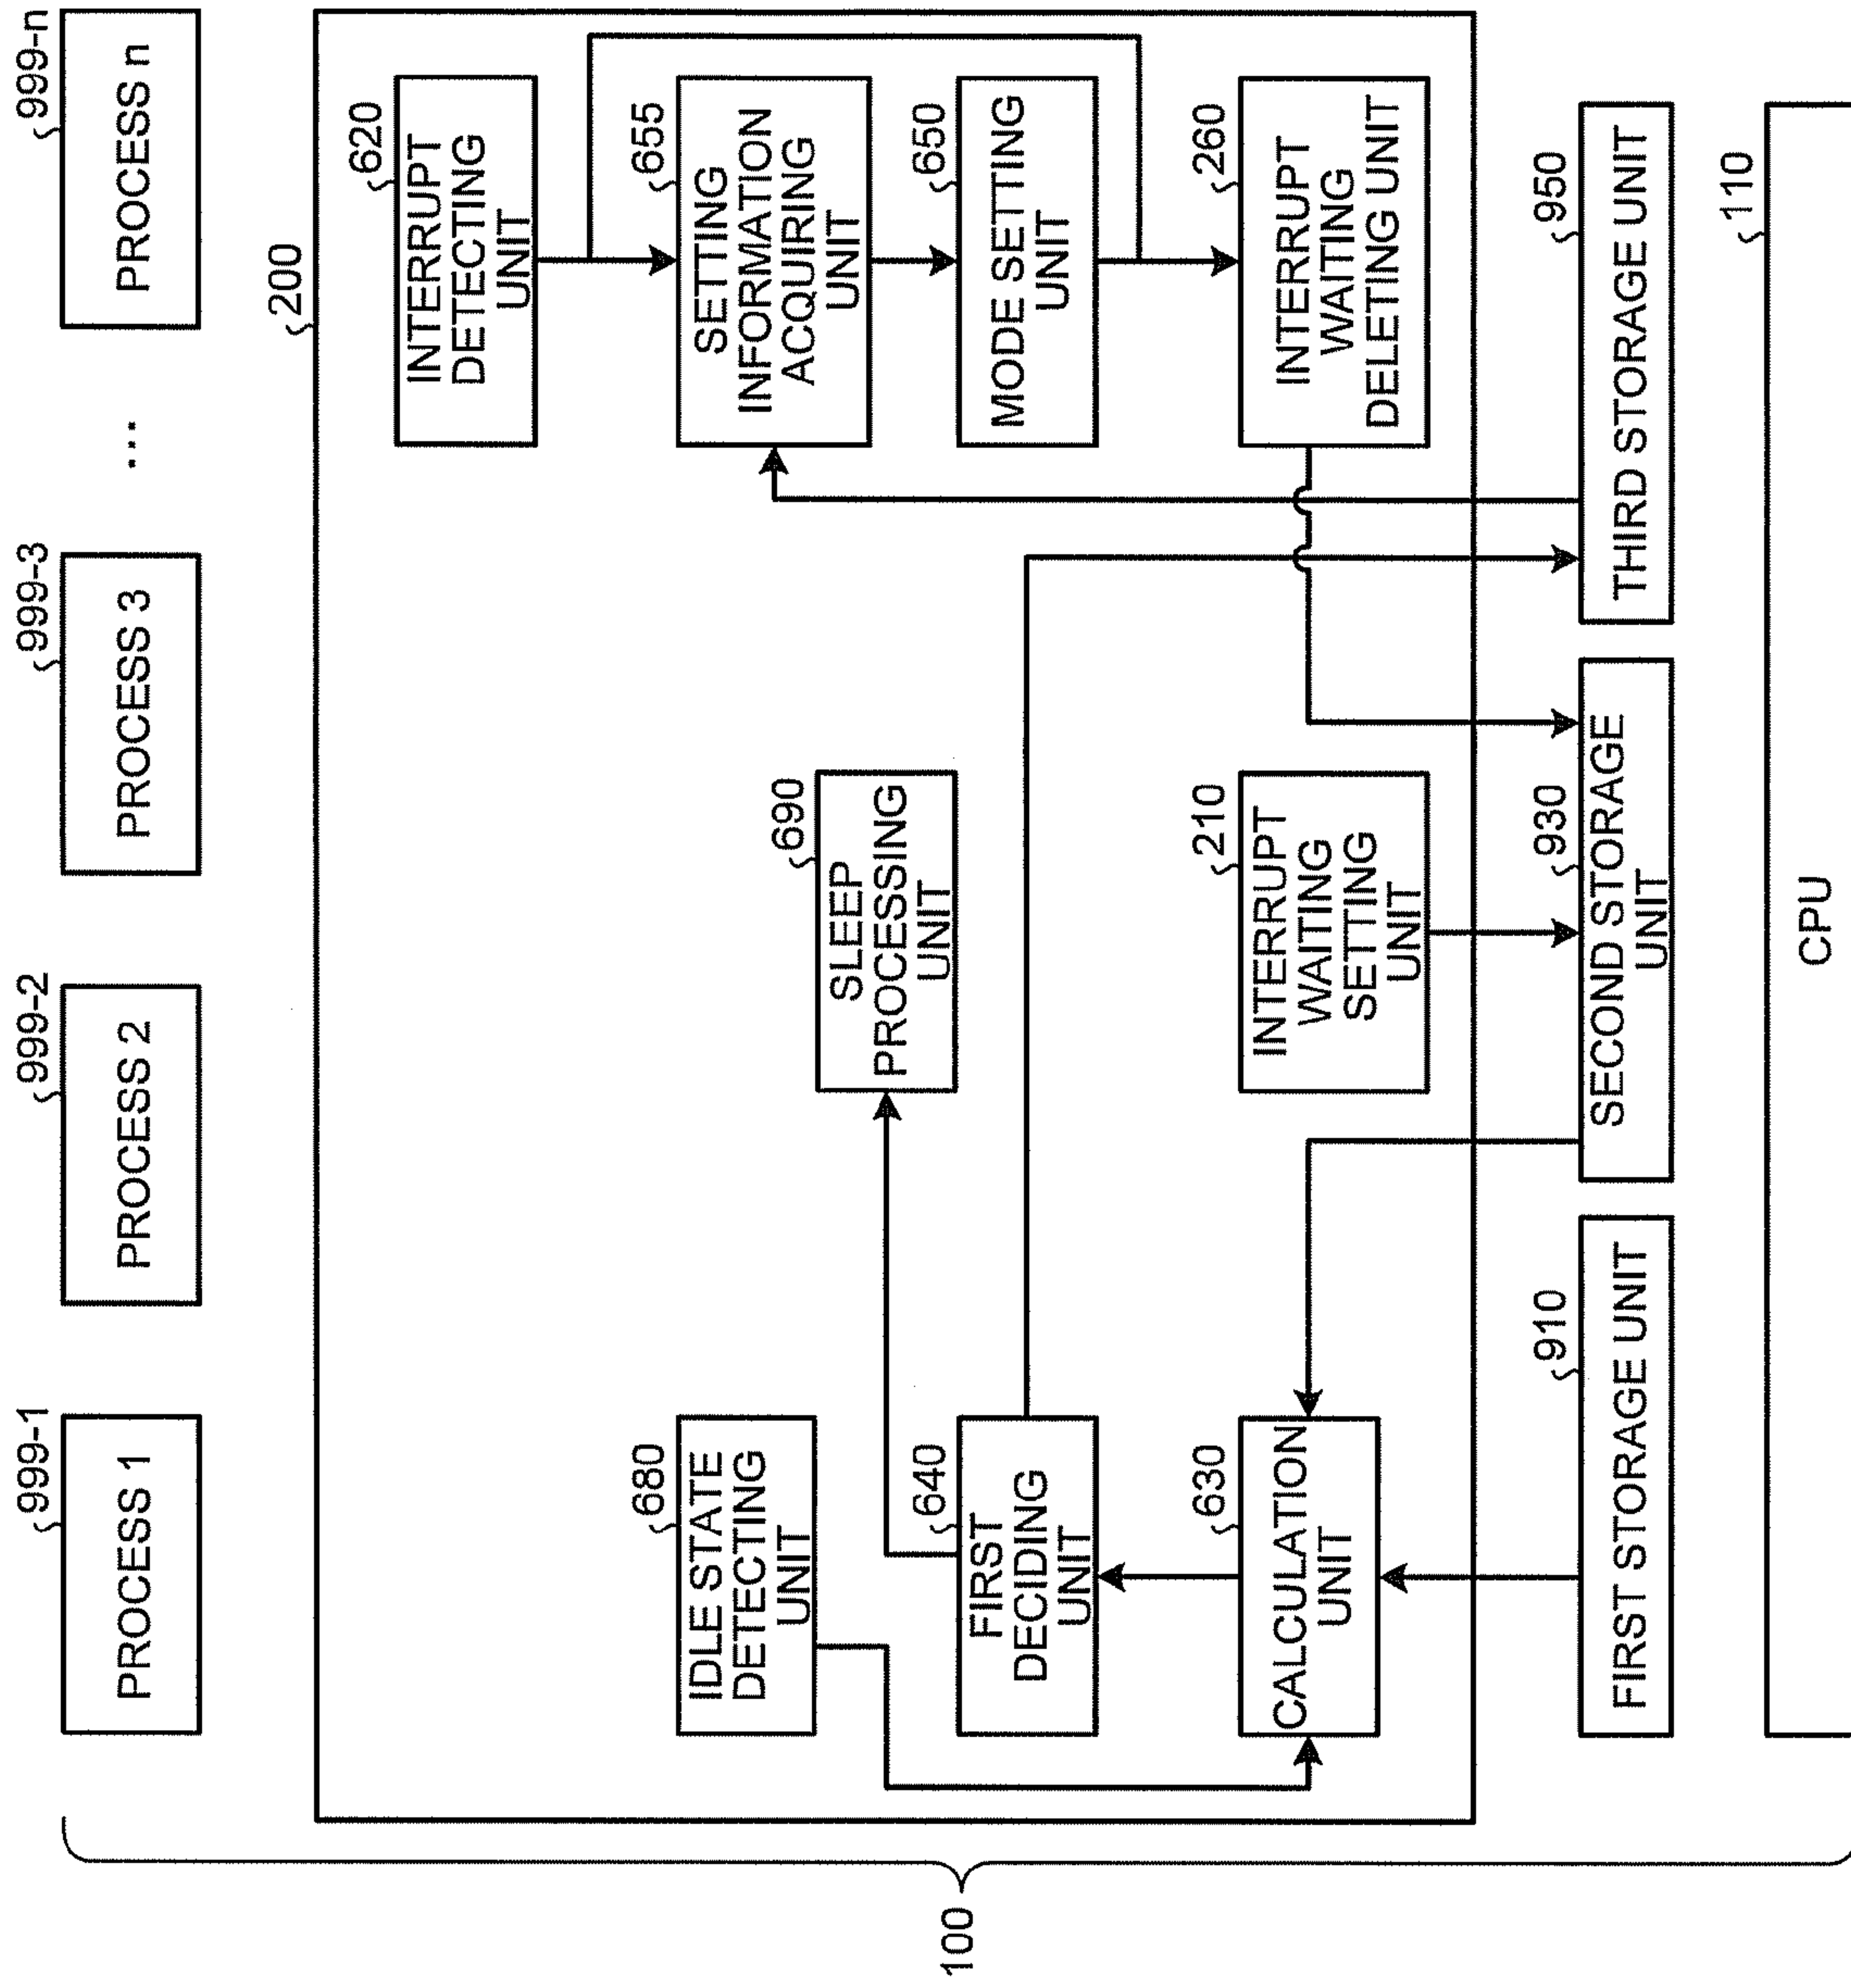 999-1
999-2
999-3
999-n
PROCESS 1
PROCESS 2
PROCESS 3
...
PROCESS n
200
620
INTERRUPT
DETECTING
UNIT
680
IDLE STATE
DETECTING
UNIT
655
SETTING
INFORMATION
ACQUIRING
UNIT
690
SLEEP
PROCESSING
UNIT
100
640
FIRST
DECIDING
UNIT
650
MODE SETTING
UNIT
630
CALCULATION
UNIT
210
INTERRUPT
WAITING
SETTING
UNIT
260
INTERRUPT
WAITING
DELETING UNIT
910
FIRST STORAGE UNIT
930
SECOND STORAGE
UNIT
950
THIRD STORAGE UNIT
110
CPU